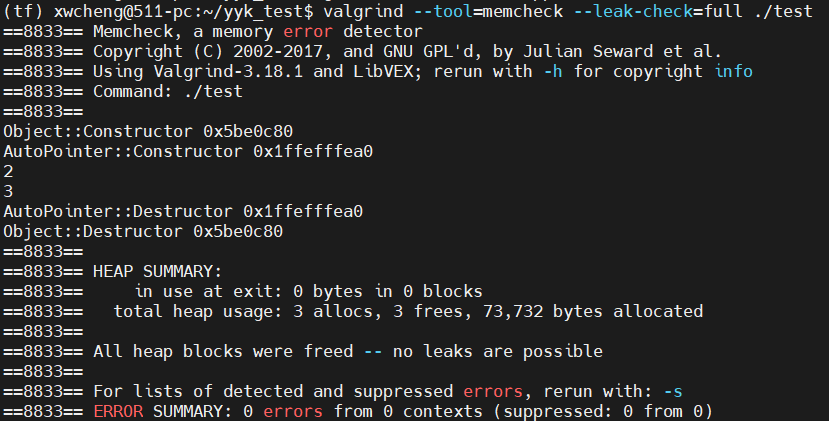 (tf) xwcheng@511-pc:~/yyk_test$ valgrind --tool=memcheck --leak-check=full ./test
==8833== Memcheck, a memory error detector
==8833== Copyright (C) 2002-2017, and GNU GPL'd, by Julian Seward et al.
==8833== Using Valgrind-3.18.1 and LibVEX; rerun with -h for copyright info
==8833== Command: ./test
==8833==
Object::Constructor 0x5be0c80
AutoPointer::Constructor 0x1ffefffea0
2
3
AutoPointer::Destructor 0x1ffefffea0
Object::Destructor 0x5be0c80
==8833==
==8833== HEAP SUMMARY:
==8833==     in use at exit: 0 bytes in 0 blocks
==8833==   total heap usage: 3 allocs, 3 frees, 73,732 bytes allocated
==8833==
==8833== All heap blocks were freed -- no leaks are possible
==8833==
==8833== For lists of detected and suppressed errors, rerun with: -s
==8833== ERROR SUMMARY: 0 errors from 0 contexts (suppressed: 0 from 0)